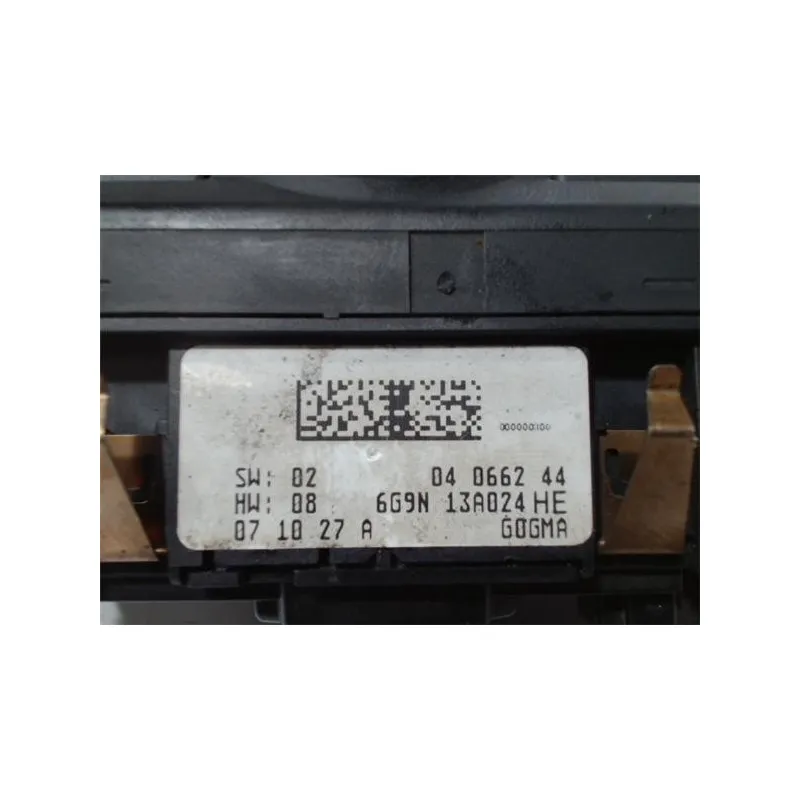 000000100
SW: 02 04 0662 44
HW: 08 6G9N 13A024 HE
07 10 27 A GOGMA